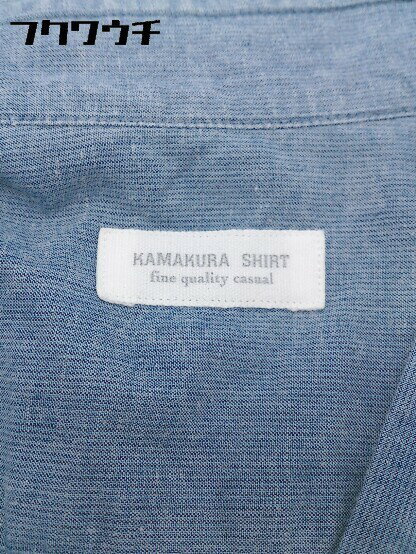 フクワウチ
KAMAKURA SHIRT
fine quality casual